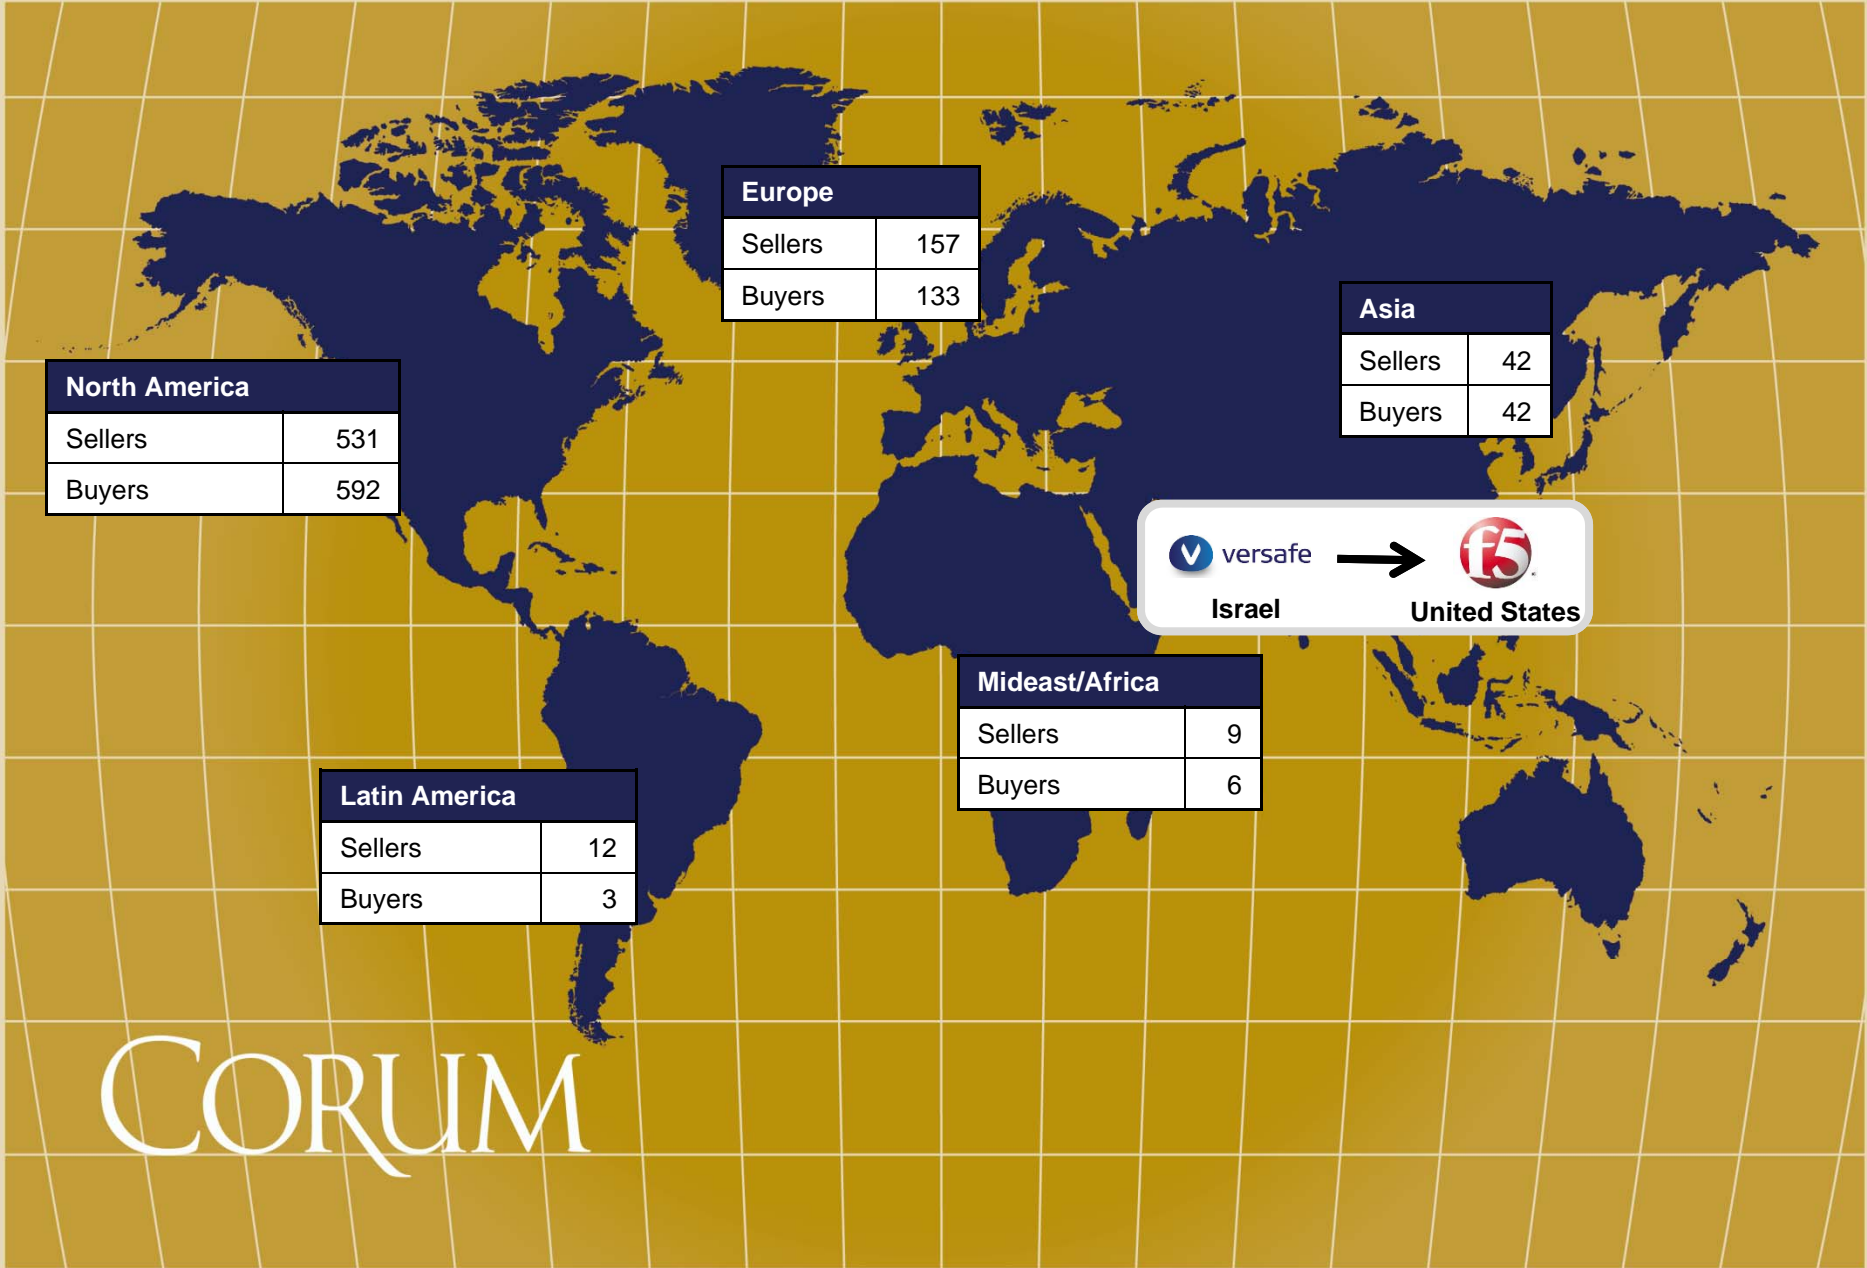 Europe
Sellers 157
Buyers 133
Asia
Sellers 42
Buyers 42
North America
Sellers 531
Buyers 592
versafe
f5
Israel
United States
Mideast/Africa
Sellers 9
Buyers 6
Latin America
Sellers 12
Buyers 3
CORUM